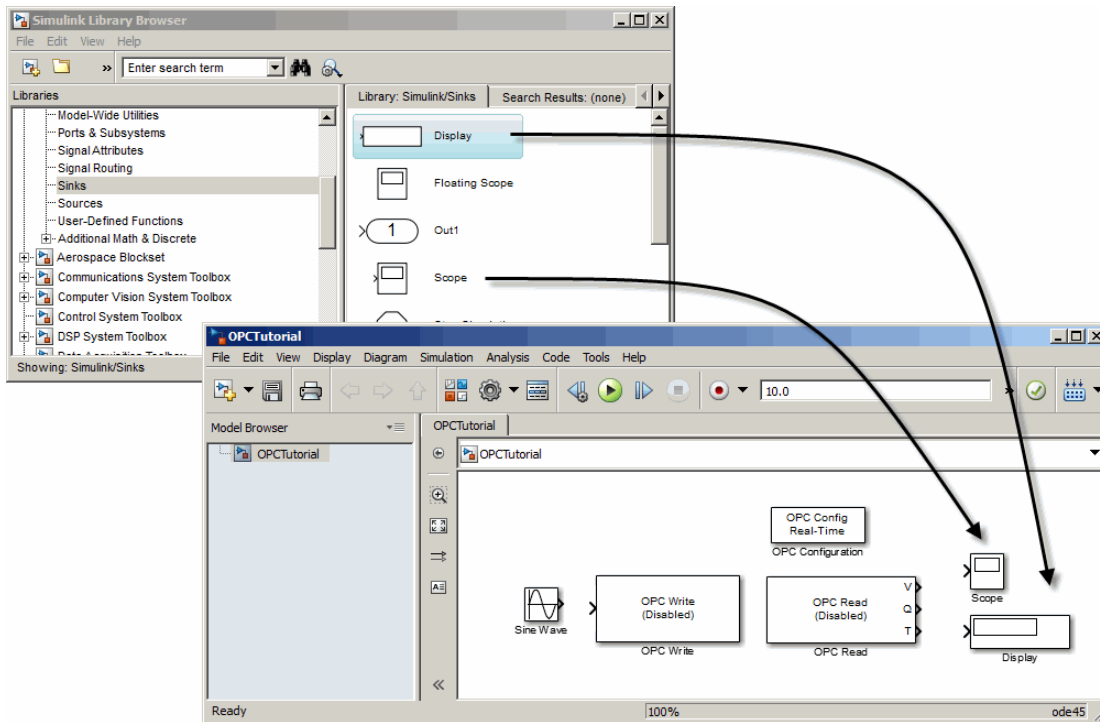 Simulink Library Browser
File Edit View Help
» Enter search term
Libraries
Library: Simulink/Sinks Search Results: (none)
Model-Wide Utilities
Ports & Subsystems
Signal Attributes
Signal Routing
Sinks
Sources
User-Defined Functions
Additional Math & Discrete
Aerospace Blockset
Communications System Toolbox
Computer Vision System Toolbox
Control System Toolbox
DSP System Toolbox
Display
Floating Scope
1 Out1
Scope
Showing: Simulink/Sinks
OPCTutorial
File Edit View Display Diagram Simulation Analysis Code Tools Help
10.0 »
Model Browser
OPCTutorial
OPCTutorial
OPCTutorial
OPC Config
Real-Time
OPC Configuration
Scope
Sine Wave
OPC Write
(Disabled)
OPC Write
OPC Read
(Disabled)
V
Q
T
OPC Read
Display
Ready 100% ode45